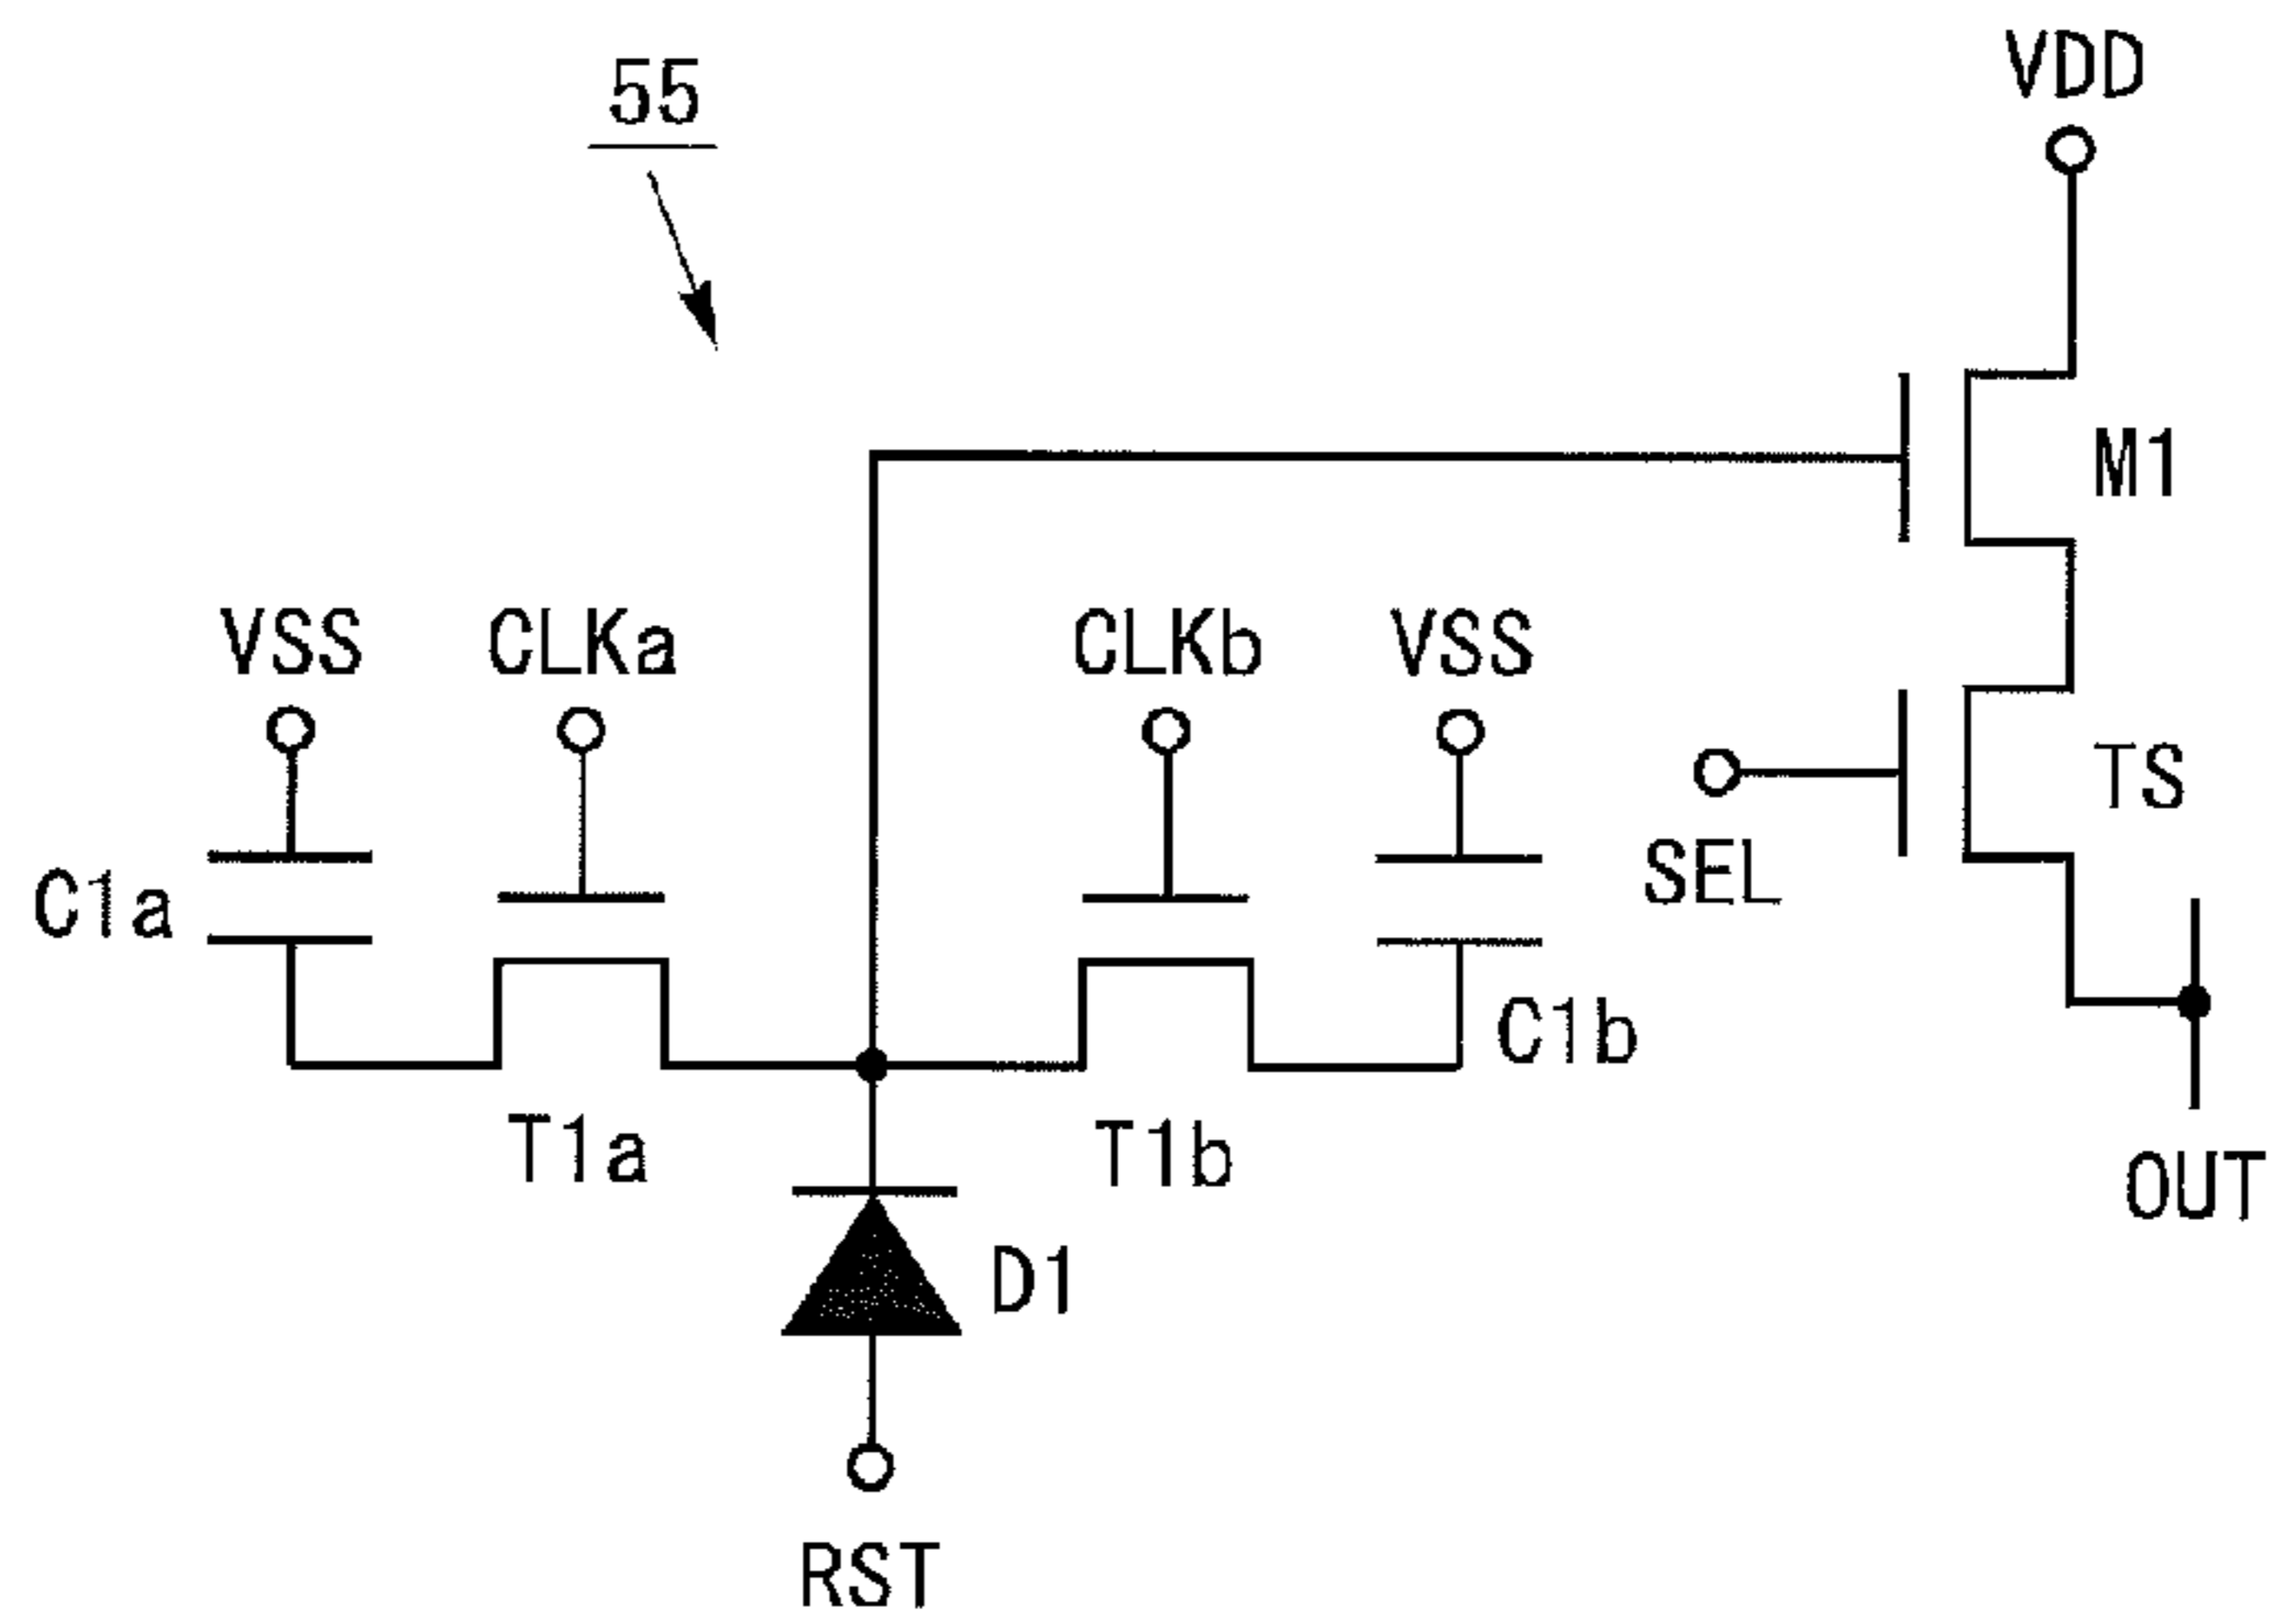 55
VDD
M1
VSS
CLKa
CLKb
VSS
TS
SEL
C1a
C1b
T1a
T1b
OUT
D1
RST